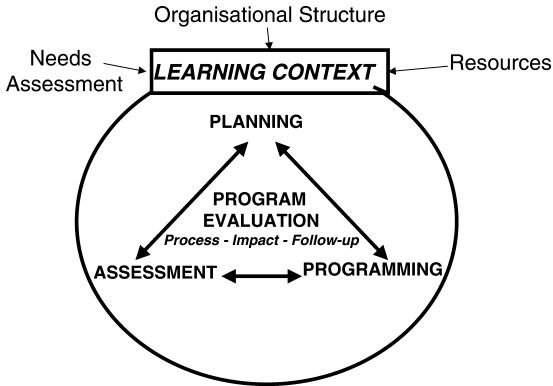 Organisational Structure
Needs
Assessment
Resources
LEARNING CONTEXT
PLANNING
PROGRAM
EVALUATION
Process - Impact - Follow-up
ASSESSMENT
PROGRAMMING